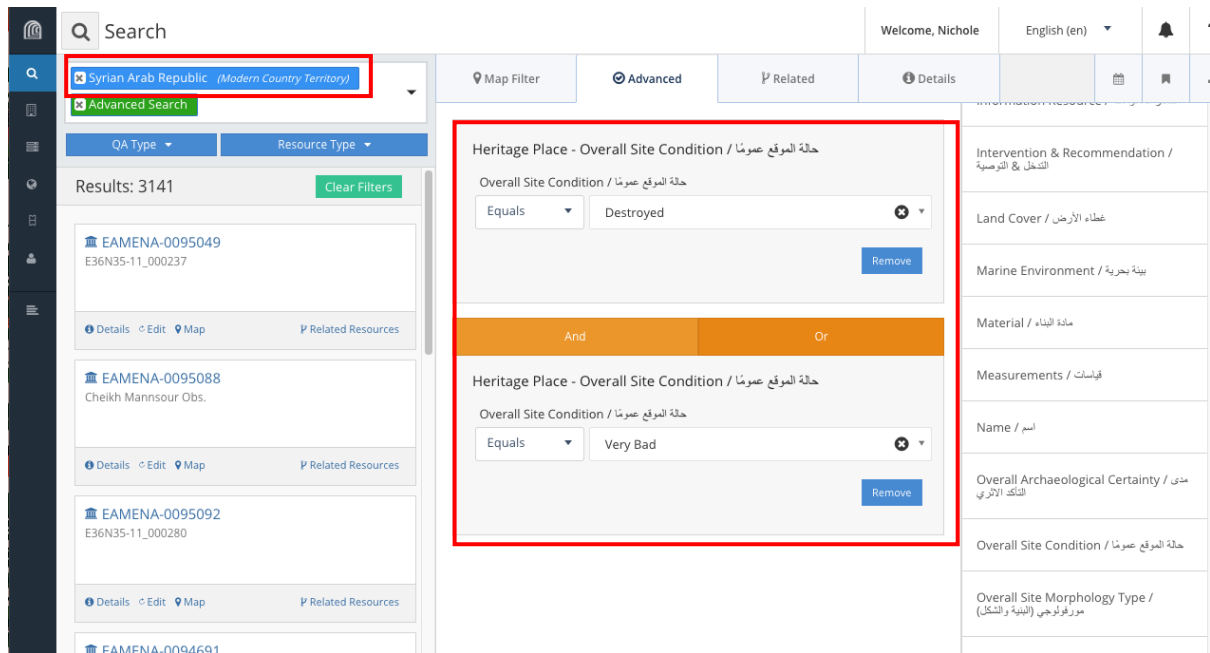 Search
Welcome, Nichole
English (en)
Syrian Arab Republic (Modern Country Territory)
Advanced Search
QA Type
Resource Type
Results: 3141
Clear Filters
EAMENA-0095049
E36N35-11_000237
Details Edit Map Related Resources
EAMENA-0095088
Cheikh Mannsour Obs.
Details Edit Map Related Resources
EAMENA-0095092
E36N35-11_000280
Details Edit Map Related Resources
EAMENA-0094691
Map Filter
Advanced
Related
Details
Heritage Place - Overall Site Condition / حالة الموقع عمومًا
Overall Site Condition / حالة الموقع عمومًا
Equals
Destroyed
Remove
And
Or
Heritage Place - Overall Site Condition / حالة الموقع عمومًا
Overall Site Condition / حالة الموقع عمومًا
Equals
Very Bad
Remove
Information Resource /
Intervention & Recommendation /
التدخل & التوصية
Land Cover / غطاء الأرض
Marine Environment / بيئة بحرية
Material / مادة البناء
Measurements / قياسات
Name / اسم
Overall Archaeological Certainty / مدى
التأكد الاثري
Overall Site Condition / حالة الموقع عمومًا
Overall Site Morphology Type /
مورفولوجي (البنية والشكل)